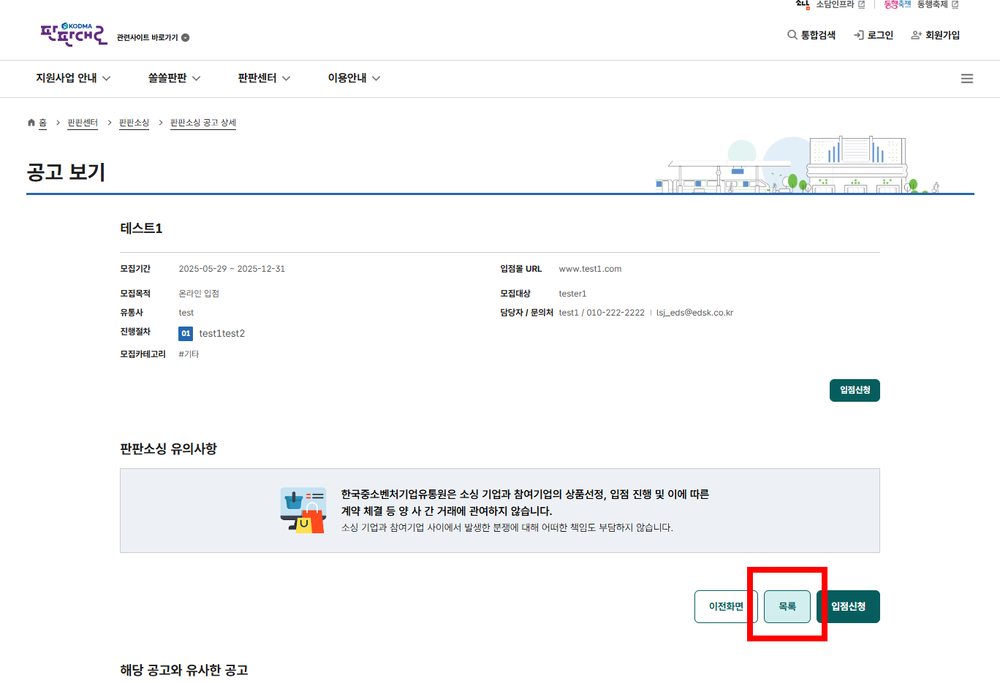 소담
소담인프라
동행축제
동행축제
KODMA
판판대로
관련사이트 바로가기
통합검색
로그인
회원가입
지원사업 안내
쏠쏠판판
판판센터
이용안내
홈
판판센터
판판소싱
판판소싱 공고 상세
공고 보기
테스트1
모집기간 2025-05-29 ~ 2025-12-31
입점몰 URL www.test1.com
모집목적 온라인 입점
모집대상 tester1
유통사 test
담당자 / 문의처 test1 / 010-222-2222 | lsj_eds@edsk.co.kr
진행절차 01 test1test2
모집카테고리 #기타
입점신청
판판소싱 유의사항
한국중소벤처기업유통원은 소싱 기업과 참여기업의 상품선정, 입점 진행 및 이에 따른
계약 체결 등 양 사 간 거래에 관여하지 않습니다.
소싱 기업과 참여기업 사이에서 발생한 분쟁에 대해 어떠한 책임도 부담하지 않습니다.
이전화면
목록
입점신청
해당 공고와 유사한 공고